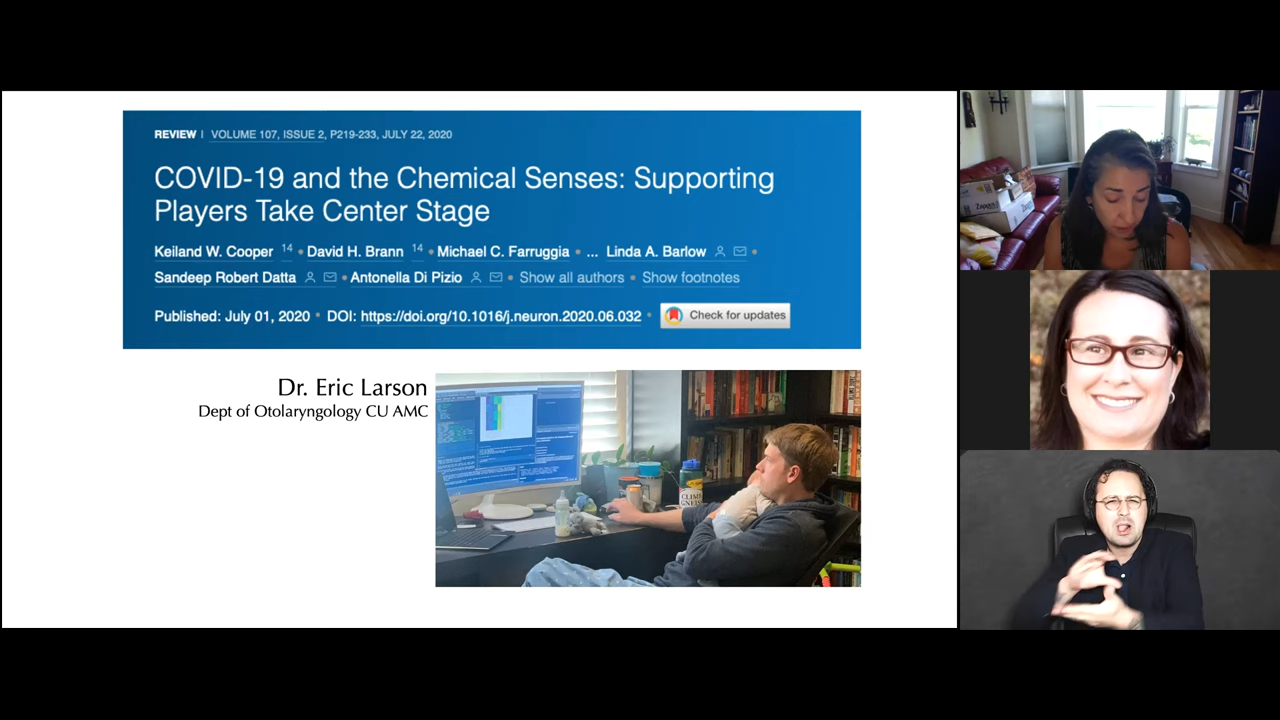 REVIEW | VOLUME 107, ISSUE 2, P219-233, JULY 22, 2020
COVID-19 and the Chemical Senses: Supporting
Players Take Center Stage
Keiland W. Cooper 14 • David H. Brann 14 • Michael C. Farruggia • ... Linda A. Barlow •
Sandeep Robert Datta • Antonella Di Pizio • Show all authors • Show footnotes
Published: July 01, 2020 • DOI: https://doi.org/10.1016/j.neuron.2020.06.032 • Check for updates
Dr. Eric Larson
Dept of Otolaryngology CU AMC